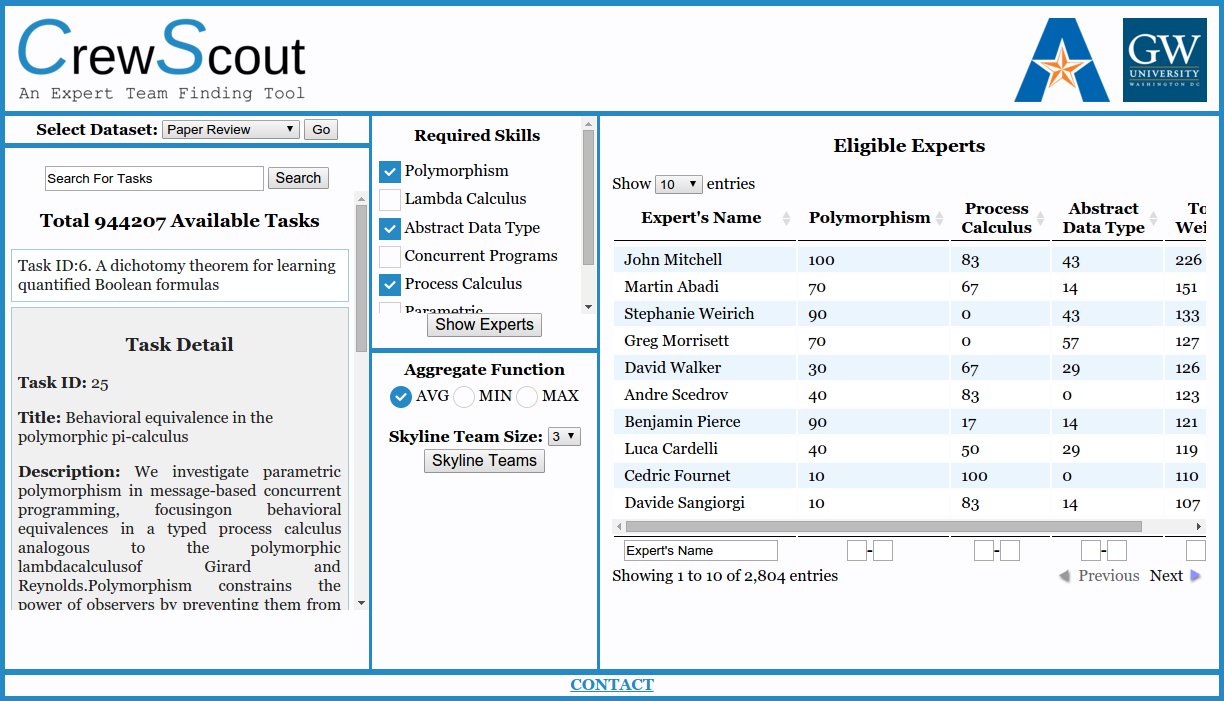 CrewScout
An Expert Team Finding Tool
GW
UNIVERSITY
WASHINGTON DC
Select Dataset: Paper Review Go
Search For Tasks Search
Total 944207 Available Tasks
Task ID:6. A dichotomy theorem for learning
quantified Boolean formulas
Task Detail
Task ID: 25
Title: Behavioral equivalence in the
polymorphic pi-calculus
Description: We investigate parametric
polymorphism in message-based concurrent
programming, focusingon behavioral
equivalences in a typed process calculus
analogous to the polymorphic
lambdacalculusof Girard and
Reynolds.Polymorphism constrains the
power of observers by preventing them from
Required Skills
Polymorphism
Lambda Calculus
Abstract Data Type
Concurrent Programs
Process Calculus
Parametric
Show Experts
Aggregate Function
AVG MIN MAX
Skyline Team Size: 3
Skyline Teams
Eligible Experts
Show 10 entries
Expert's Name Polymorphism Process Calculus Abstract Data Type To Wei
John Mitchell 100 83 43 226
Martin Abadi 70 67 14 151
Stephanie Weirich 90 0 43 133
Greg Morrisett 70 0 57 127
David Walker 30 67 29 126
Andre Scedrov 40 83 0 123
Benjamin Pierce 90 17 14 121
Luca Cardelli 40 50 29 119
Cedric Fournet 10 100 0 110
Davide Sangiorgi 10 83 14 107
Expert's Name - - -
Showing 1 to 10 of 2,804 entries Previous Next
CONTACT